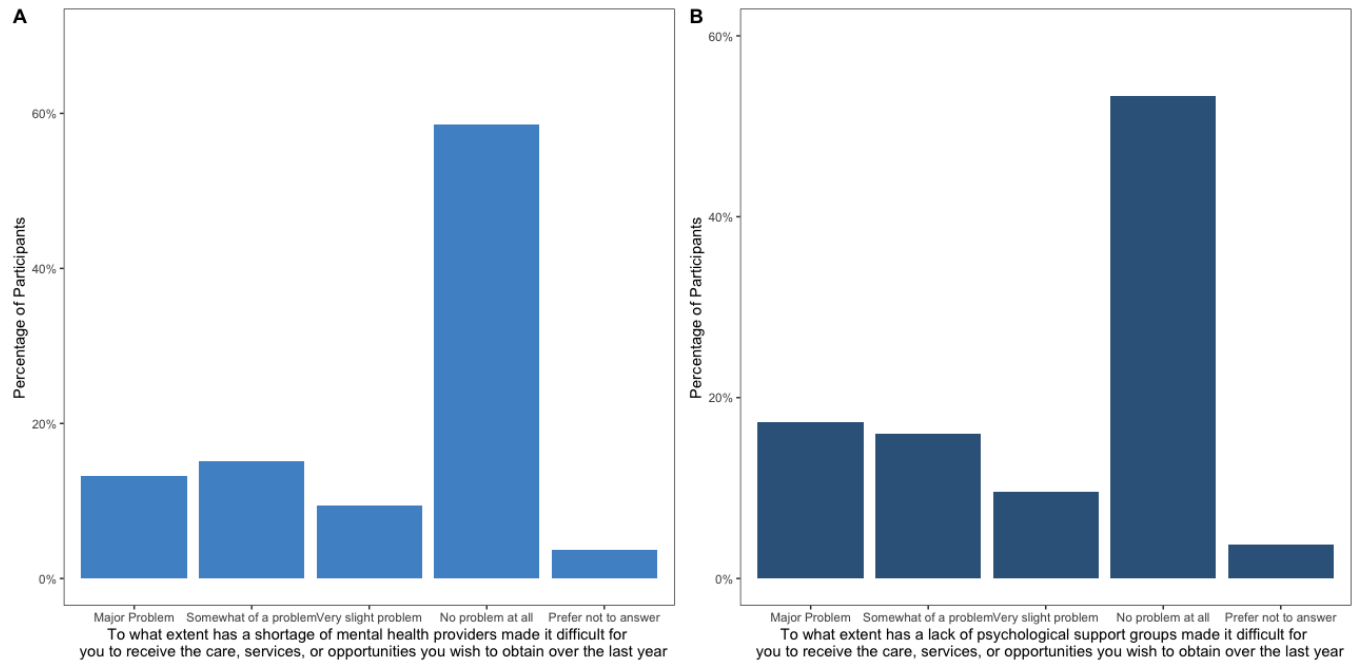 A
Percentage of Participants
60%
40%
20%
0%
Major Problem
Somewhat of a problem
Very slight problem
No problem at all
Prefer not to answer
To what extent has a shortage of mental health providers made it difficult for
you to receive the care, services, or opportunities you wish to obtain over the last year
B
Percentage of Participants
60%
40%
20%
0%
Major Problem
Somewhat of a problem
Very slight problem
No problem at all
Prefer not to answer
To what extent has a lack of psychological support groups made it difficult for
you to receive the care, services, or opportunities you wish to obtain over the last year